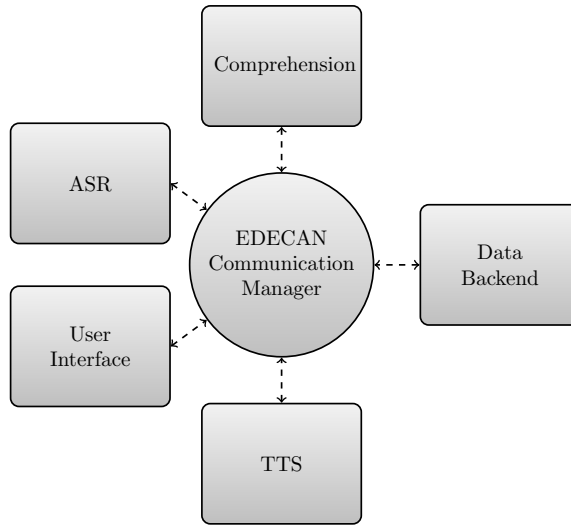 Comprehension
ASR
EDECAN
Communication
Manager
Data
Backend
User
Interface
TTS